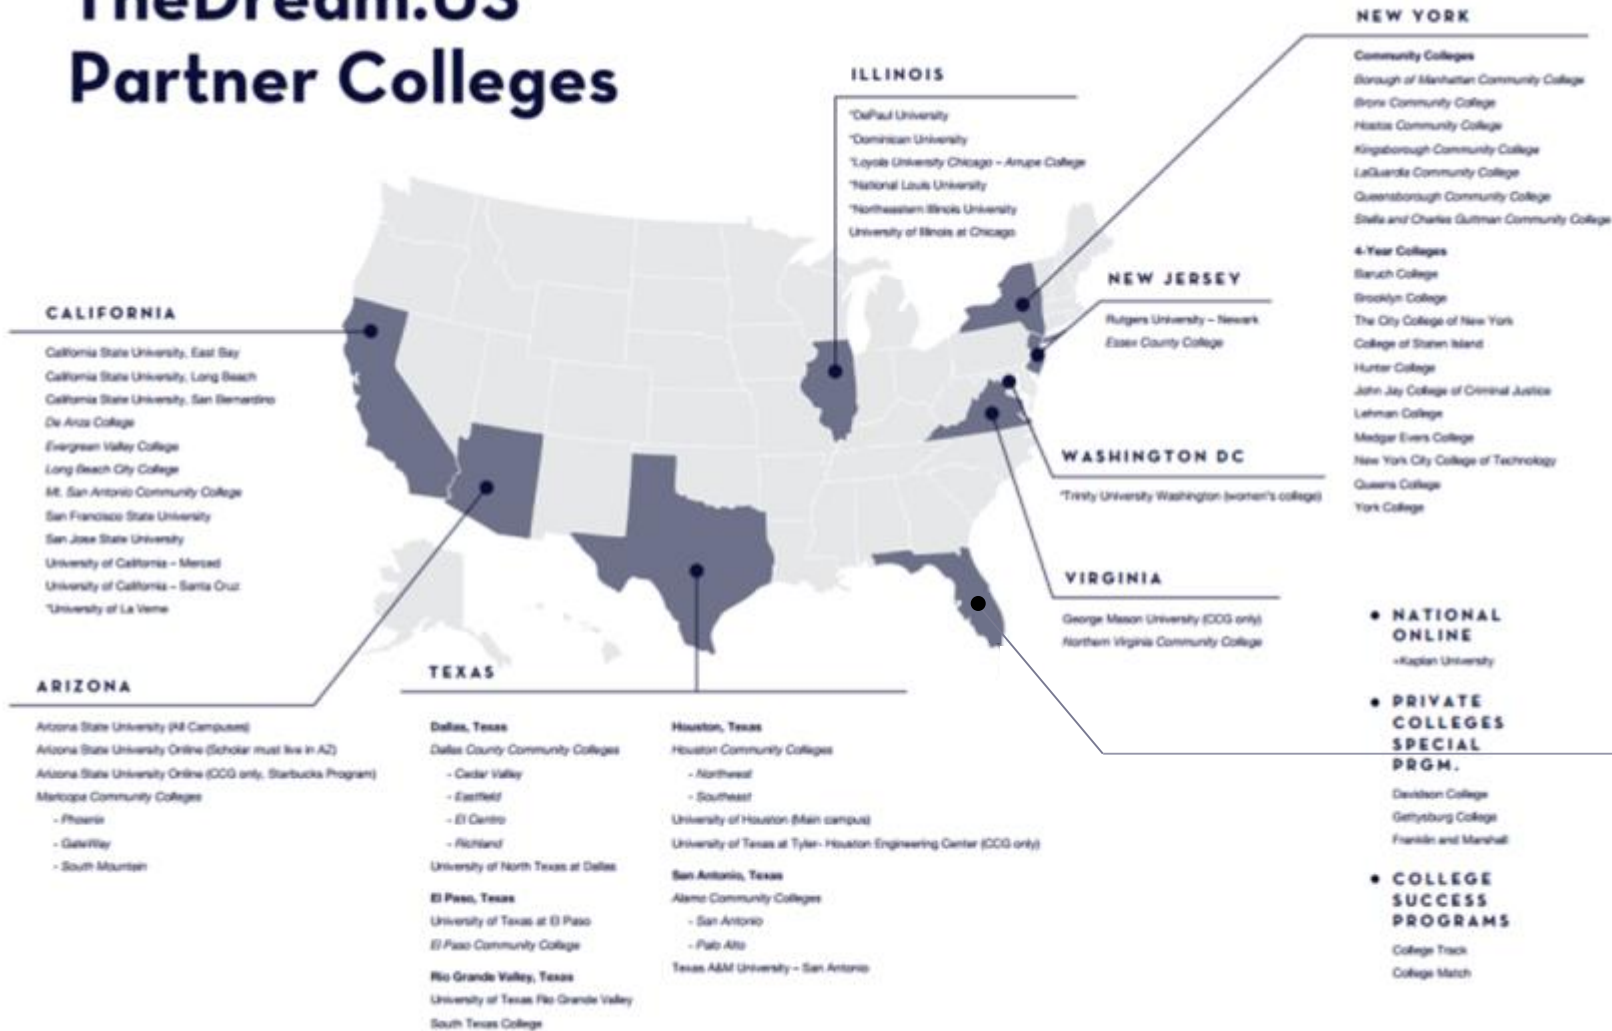 TheDream.US
Partner Colleges
CALIFORNIA
California State University, East Bay
California State University, Long Beach
California State University, San Bernardino
De Anza College
Evergreen Valley College
Long Beach City College
Mt. San Antonio Community College
San Francisco State University
San Jose State University
University of California – Merced
University of California – Santa Cruz
*University of La Verne
ARIZONA
Arizona State University (All Campuses)
Arizona State University Online (Scholar must live in AZ)
Arizona State University Online (CCG only, Starbucks Program)
Maricopa Community Colleges
- Phoenix
- GateWay
- South Mountain
TEXAS
Dallas, Texas
Dallas County Community Colleges
- Cedar Valley
- Eastfield
- El Centro
- Richland
University of North Texas at Dallas
El Paso, Texas
University of Texas at El Paso
El Paso Community College
Rio Grande Valley, Texas
University of Texas Rio Grande Valley
South Texas College
Houston, Texas
Houston Community Colleges
- Northeast
- Southeast
University of Houston (Main campus)
University of Texas at Tyler- Houston Engineering Center (CCG only)
San Antonio, Texas
Alamo Community Colleges
- San Antonio
- Palo Alto
Texas A&M University – San Antonio
ILLINOIS
*DePaul University
*Dominican University
*Loyola University Chicago – Arrupe College
*National Louis University
*Northeastern Illinois University
University of Illinois at Chicago
NEW JERSEY
Rutgers University – Newark
Essex County College
WASHINGTON DC
*Trinity University Washington (women's college)
VIRGINIA
George Mason University (CCG only)
Northern Virginia Community College
NEW YORK
Community Colleges
Borough of Manhattan Community College
Bronx Community College
Hostos Community College
Kingsborough Community College
LaGuardia Community College
Queensborough Community College
Stella and Charles Guttman Community College
4-Year Colleges
Baruch College
Brooklyn College
The City College of New York
College of Staten Island
Hunter College
John Jay College of Criminal Justice
Lehman College
Medgar Evers College
New York City College of Technology
Queens College
York College
• NATIONAL
ONLINE
+Kaplan University
• PRIVATE
COLLEGES
SPECIAL
PRGM.
Davidson College
Gettysburg College
Franklin and Marshall
• COLLEGE
SUCCESS
PROGRAMS
College Track
College Match